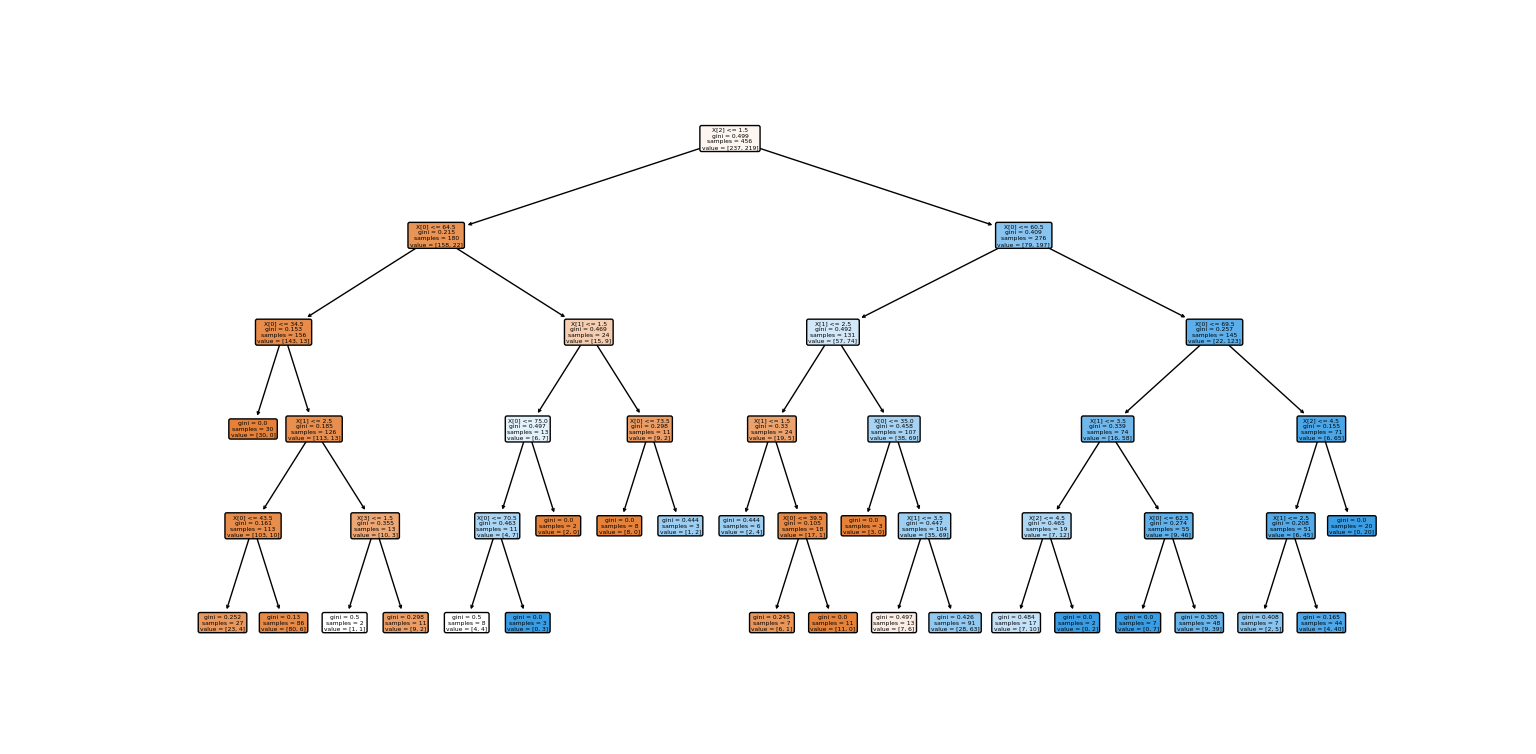 X[2] <= 1.5
gini = 0.499
samples = 456
value = [237, 219]
X[0] <= 64.5
gini = 0.215
samples = 180
value = [158, 22]
X[0] <= 60.5
gini = 0.409
samples = 276
value = [79, 197]
X[0] <= 34.5
gini = 0.153
samples = 156
value = [143, 13]
X[1] <= 1.5
gini = 0.469
samples = 24
value = [15, 9]
X[1] <= 2.5
gini = 0.492
samples = 131
value = [57, 74]
X[0] <= 69.5
gini = 0.257
samples = 145
value = [22, 123]
gini = 0.0
samples = 30
value = [30, 0]
X[1] <= 2.5
gini = 0.185
samples = 126
value = [113, 13]
X[0] <= 75.0
gini = 0.497
samples = 13
value = [6, 7]
X[0] <= 73.5
gini = 0.298
samples = 11
value = [9, 2]
X[1] <= 1.5
gini = 0.33
samples = 24
value = [19, 5]
X[0] <= 35.0
gini = 0.458
samples = 107
value = [38, 69]
X[1] <= 3.5
gini = 0.339
samples = 74
value = [16, 58]
X[2] <= 4.5
gini = 0.155
samples = 71
value = [6, 65]
X[0] <= 43.5
gini = 0.161
samples = 113
value = [103, 10]
X[3] <= 1.5
gini = 0.355
samples = 13
value = [10, 3]
X[0] <= 70.5
gini = 0.463
samples = 11
value = [4, 7]
gini = 0.0
samples = 2
value = [2, 0]
gini = 0.0
samples = 8
value = [8, 0]
gini = 0.444
samples = 3
value = [1, 2]
gini = 0.444
samples = 6
value = [2, 4]
X[0] <= 39.5
gini = 0.105
samples = 18
value = [17, 1]
gini = 0.0
samples = 3
value = [3, 0]
X[1] <= 3.5
gini = 0.447
samples = 104
value = [35, 69]
X[2] <= 4.5
gini = 0.465
samples = 19
value = [7, 12]
X[0] <= 62.5
gini = 0.274
samples = 55
value = [9, 46]
X[1] <= 2.5
gini = 0.208
samples = 51
value = [6, 45]
gini = 0.0
samples = 20
value = [0, 20]
gini = 0.252
samples = 27
value = [23, 4]
gini = 0.13
samples = 86
value = [80, 6]
gini = 0.5
samples = 2
value = [1, 1]
gini = 0.298
samples = 11
value = [9, 2]
gini = 0.5
samples = 8
value = [4, 4]
gini = 0.0
samples = 3
value = [0, 3]
gini = 0.245
samples = 7
value = [6, 1]
gini = 0.0
samples = 11
value = [11, 0]
gini = 0.497
samples = 13
value = [7, 6]
gini = 0.426
samples = 91
value = [28, 63]
gini = 0.484
samples = 17
value = [7, 10]
gini = 0.0
samples = 2
value = [0, 2]
gini = 0.0
samples = 7
value = [0, 7]
gini = 0.305
samples = 48
value = [9, 39]
gini = 0.408
samples = 7
value = [2, 5]
gini = 0.165
samples = 44
value = [4, 40]